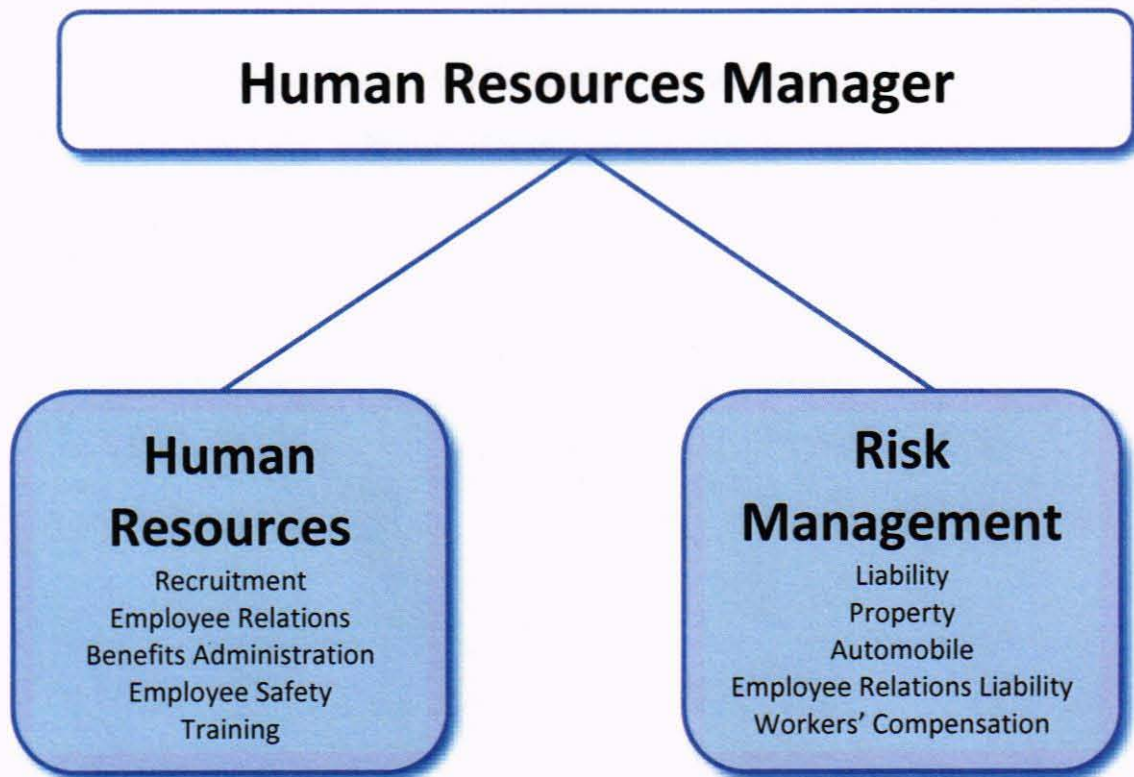 Human Resources Manager
Human
Resources
Recruitment
Employee Relations
Benefits Administration
Employee Safety
Training
Risk
Management
Liability
Property
Automobile
Employee Relations Liability
Workers’ Compensation